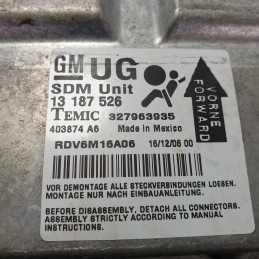 GM UG
SDM Unit
13 187 526
TEMIC 327963935
403874 A6 Made in Mexico
RDV6M16A06 16/12/06 00
VORNE
FORWARD
VOR DEMONTAGE ALLE STECKVERBINDUNGEN LOESEN.
MONTAGE NUR NACH EINBAUANLEITUNG.
BEFORE DISASSEMBLY, DETACH ALL CONNECTORS.
ASSEMBLE STRICTLY ACCORDING TO MANUAL